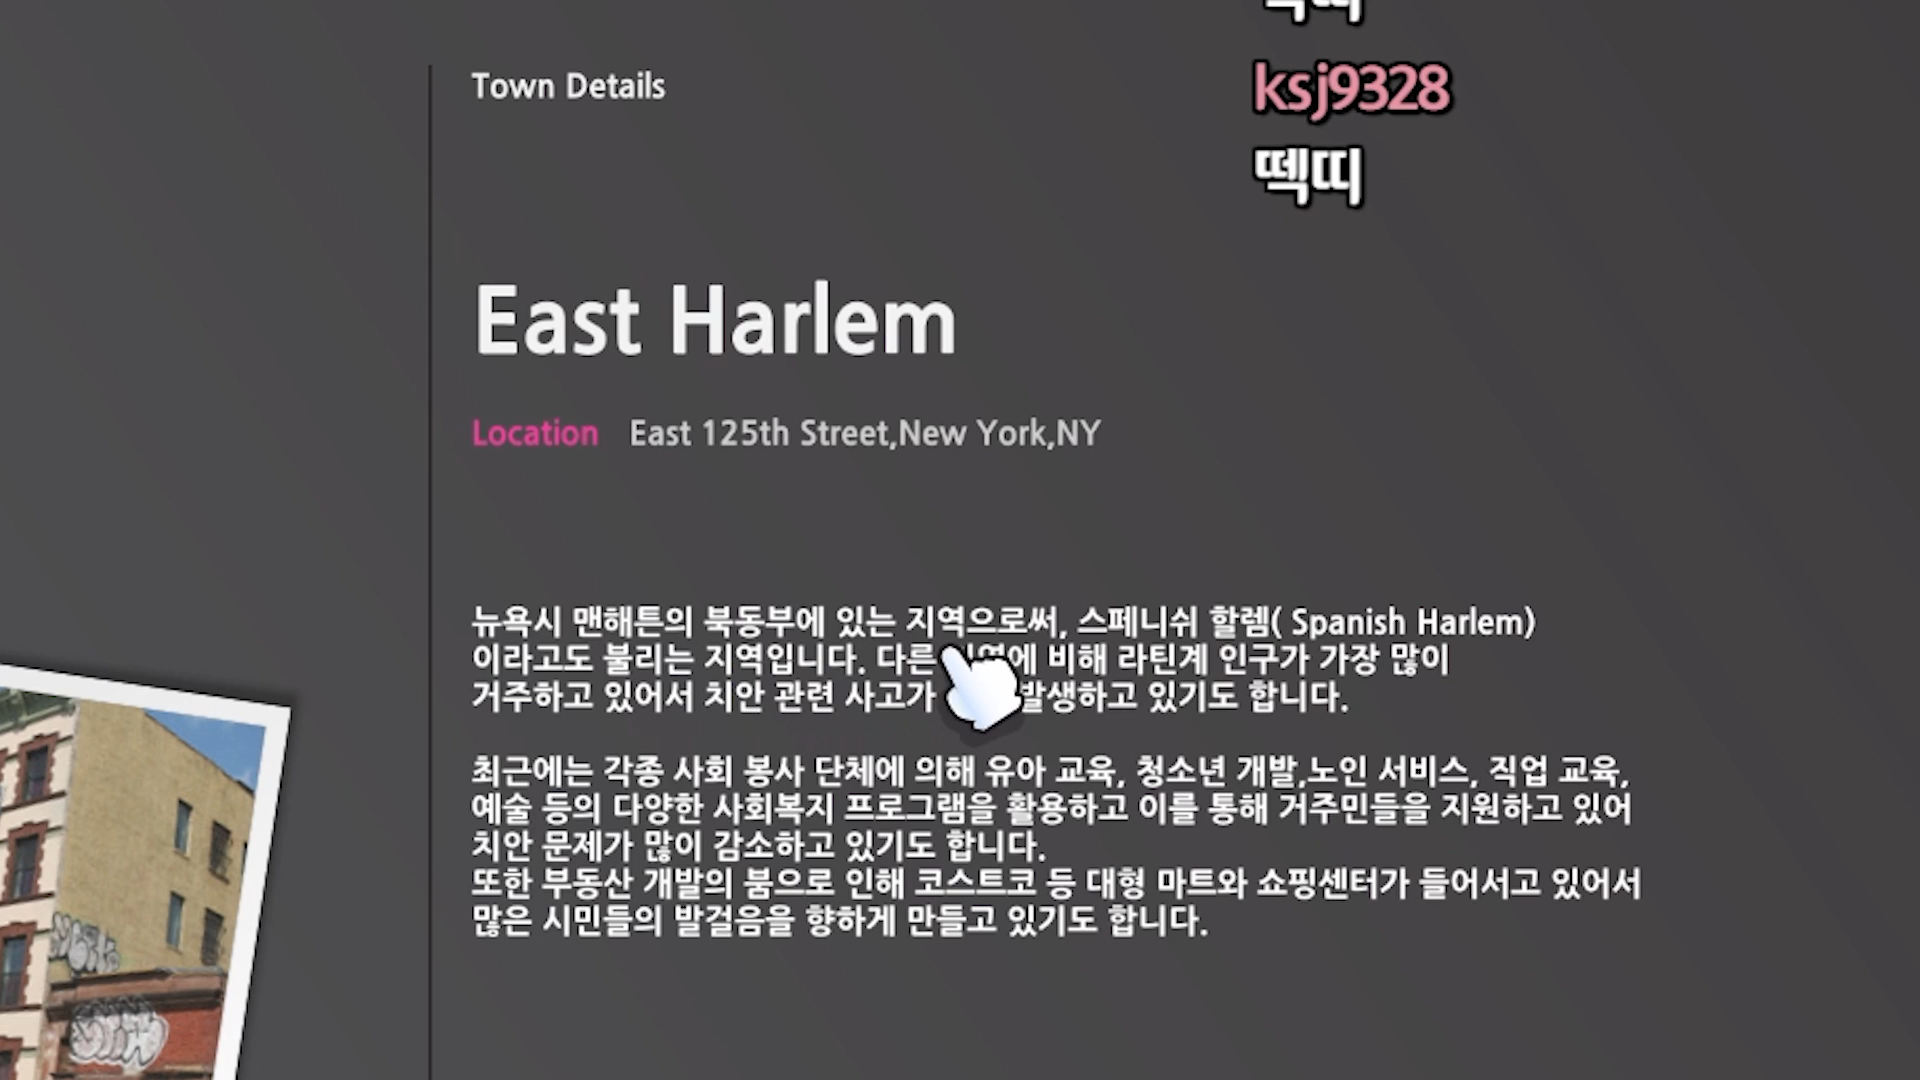 Town Details
ksj9328
떽띠
East Harlem
Location East 125th Street,New York,NY
뉴욕시 맨해튼의 북동부에 있는 지역으로써, 스페니쉬 할렘( Spanish Harlem)
이라고도 불리는 지역입니다. 다른 비해 라틴계 인구가 가장 많이
거주하고 있어서 치안 관련 사고가 발생하고 있기도 합니다.
최근에는 각종 사회 봉사 단체에 의해 유아 교육, 청소년 개발,노인 서비스, 직업 교육,
예술 등의 다양한 사회복지 프로그램을 활용하고 이를 통해 거주민들을 지원하고 있어
치안 문제가 많이 감소하고 있기도 합니다.
또한 부동산 개발의 붐으로 인해 코스트코 등 대형 마트와 쇼핑센터가 들어서고 있어서
많은 시민들의 발걸음을 향하게 만들고 있기도 합니다.